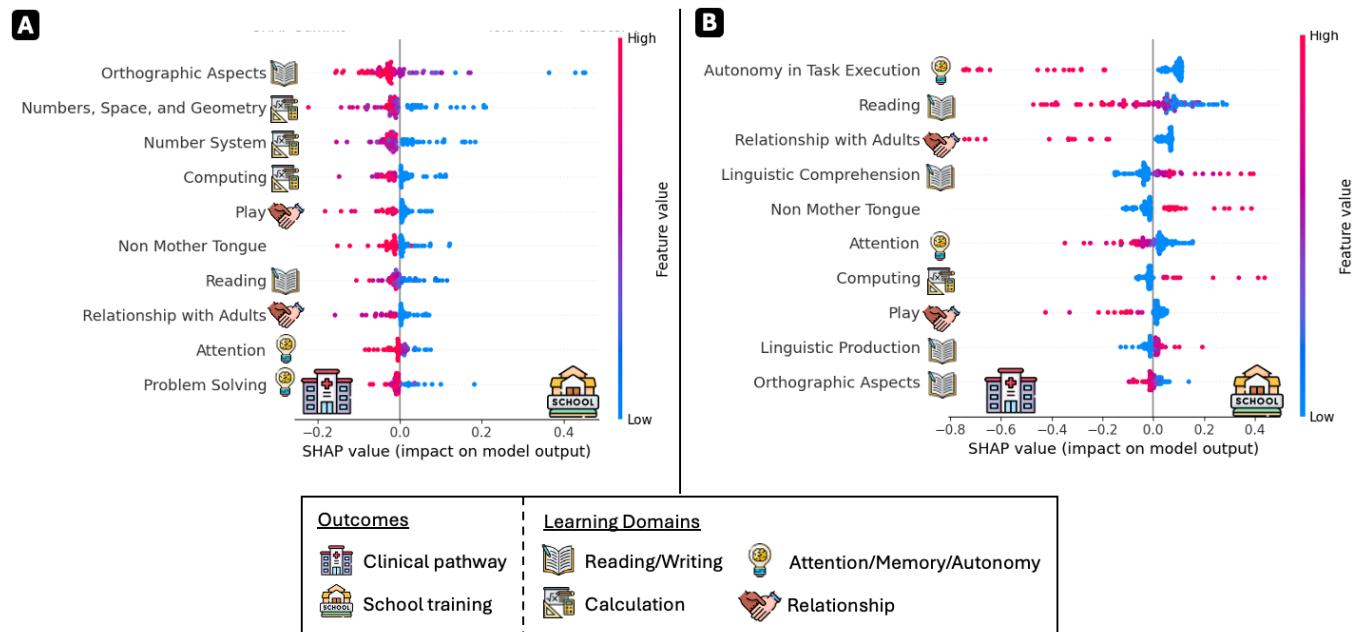 A
High
Orthographic Aspects
Numbers, Space, and Geometry
Number System
Computing
Play
Non Mother Tongue
Reading
Relationship with Adults
Attention
Problem Solving
SCHOOL
Feature value
Low
−0.2 0.0 0.2 0.4
SHAP value (impact on model output)
B
High
Autonomy in Task Execution
Reading
Relationship with Adults
Linguistic Comprehension
Non Mother Tongue
Attention
Computing
Play
Linguistic Production
Orthographic Aspects
SCHOOL
Feature value
Low
−0.8 −0.6 −0.4 −0.2 0.0 0.2 0.4
SHAP value (impact on model output)
Outcomes
Clinical pathway
SCHOOL School training
Learning Domains
Reading/Writing Attention/Memory/Autonomy
Calculation Relationship